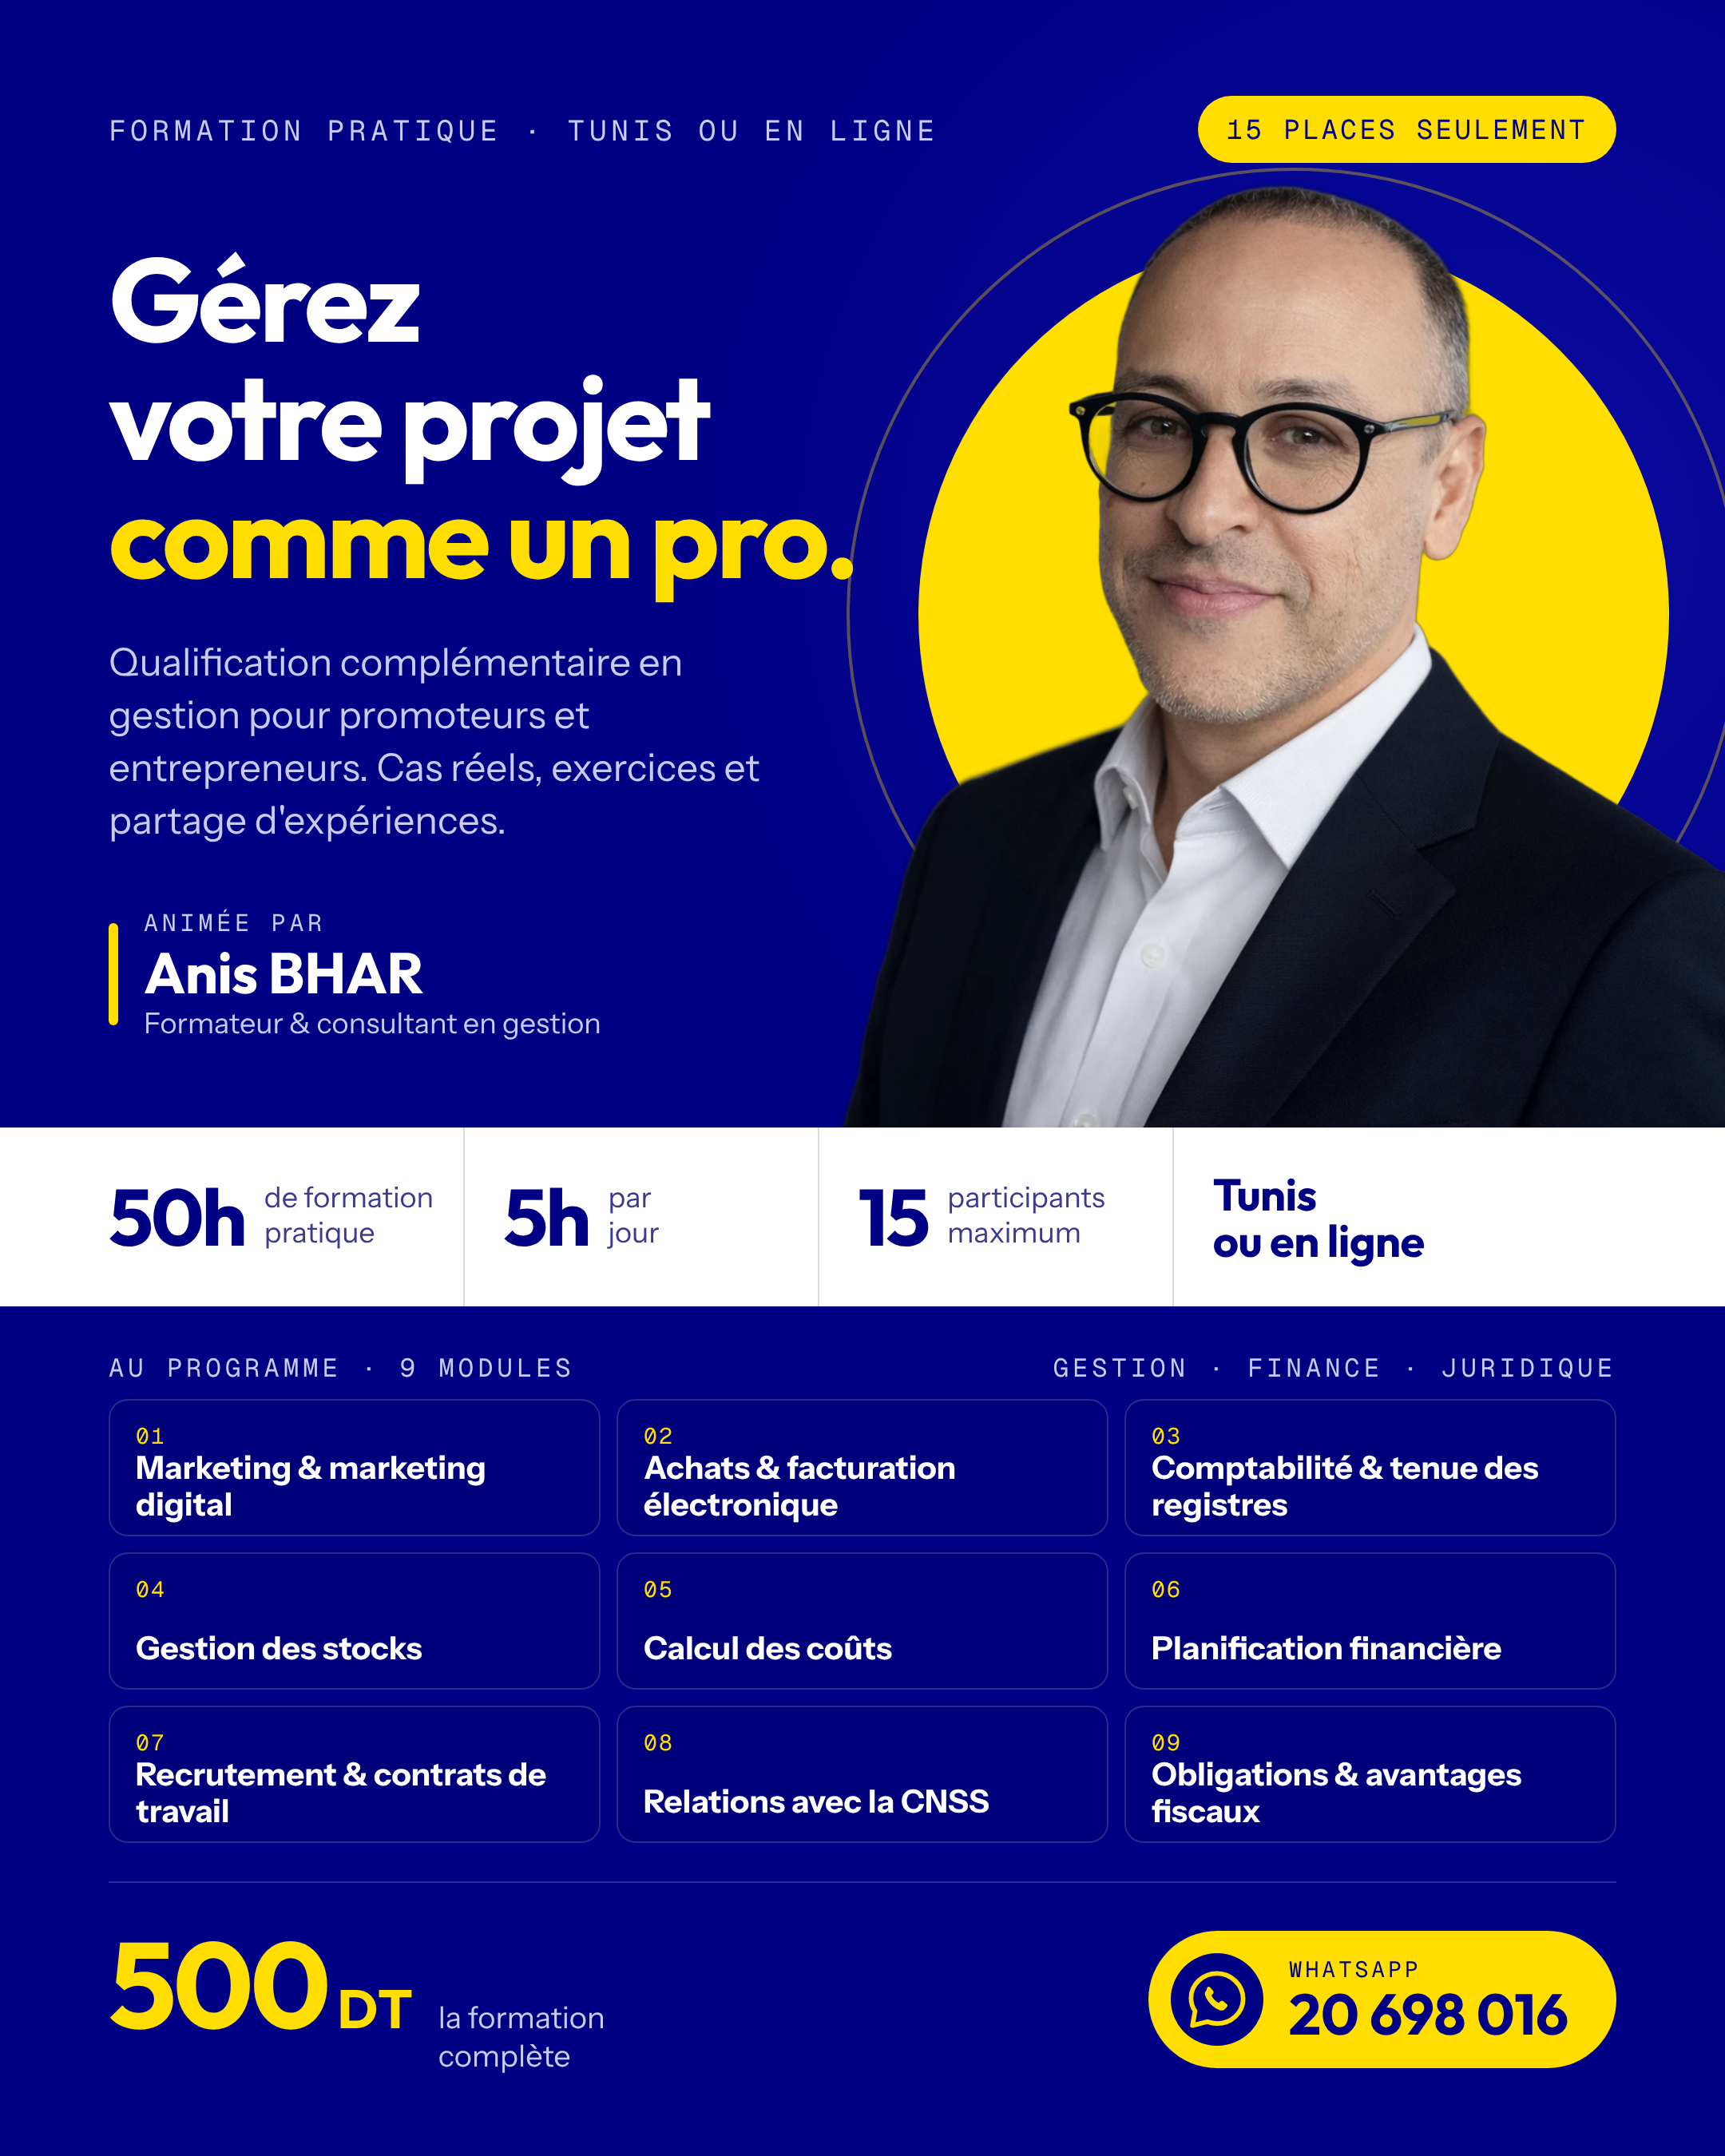 FORMATION PRATIQUE · TUNIS OU EN LIGNE
15 PLACES SEULEMENT
Gérez
votre projet
comme un pro.
Qualification complémentaire en
gestion pour promoteurs et
entrepreneurs. Cas réels, exercices et
partage d'expériences.
ANIMÉE PAR
Anis BHAR
Formateur & consultant en gestion
50h
de formation
pratique
5h
par
jour
15
participants
maximum
Tunis
ou en ligne
AU PROGRAMME · 9 MODULES
GESTION · FINANCE · JURIDIQUE
01
Marketing & marketing
digital
02
Achats & facturation
électronique
03
Comptabilité & tenue des
registres
04
Gestion des stocks
05
Calcul des coûts
06
Planification financière
07
Recrutement & contrats de
travail
08
Relations avec la CNSS
09
Obligations & avantages
fiscaux
500 DT
la formation
complète
WHATSAPP
20 698 016